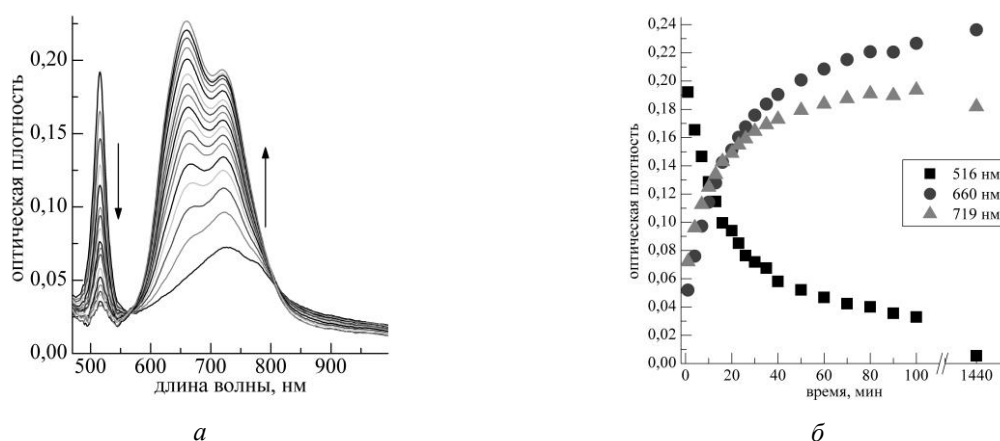 оптическая плотность
0,20
0,15
0,10
0,05
0,00
500 600 700 800 900
длина волны, нм
а
оптическая плотность
0,24
0,22
0,20
0,18
0,16
0,14
0,12
0,10
0,08
0,06
0,04
0,02
0,00
0 20 40 60 80 100 // 1440
время, мин
516 нм
660 нм
719 нм
б